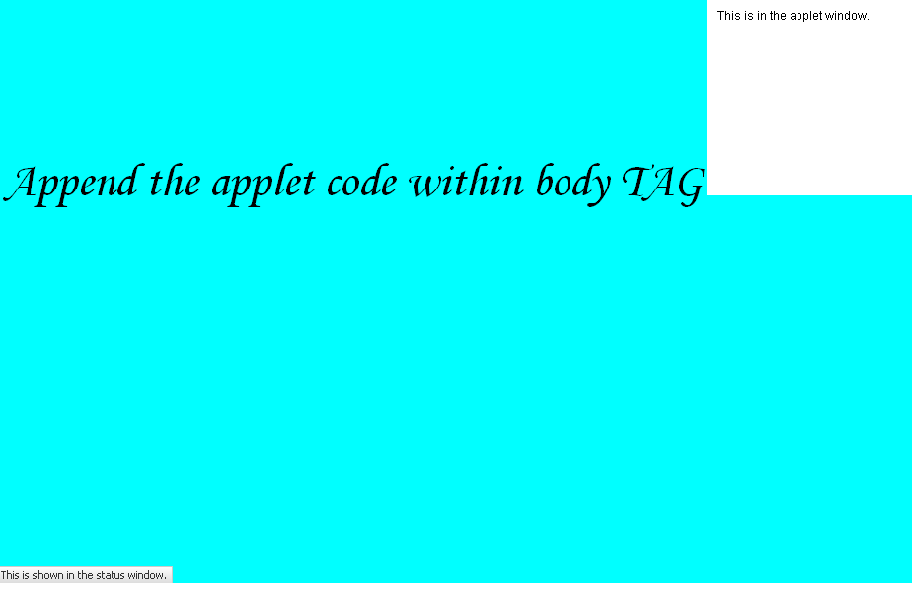 This is in the applet window.
Append the applet code within body TAG
This is shown in the status window.